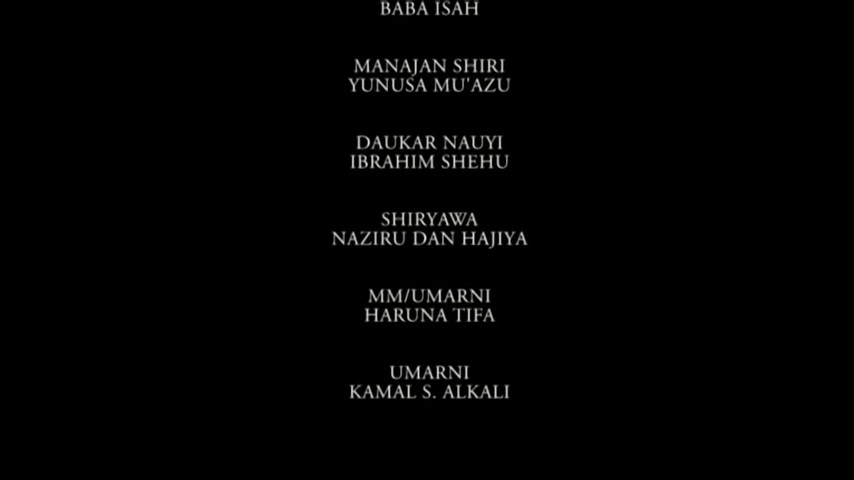 BABA ISAH
MANAJAN SHIRI
YUNUSA MU'AZU
DAUKAR NAUYI
IBRAHIM SHEHU
SHIRYAWA
NAZIRU DAN HAJIYA
MM/UMARNI
HARUNA TIFA
UMARNI
KAMAL S. ALKALI